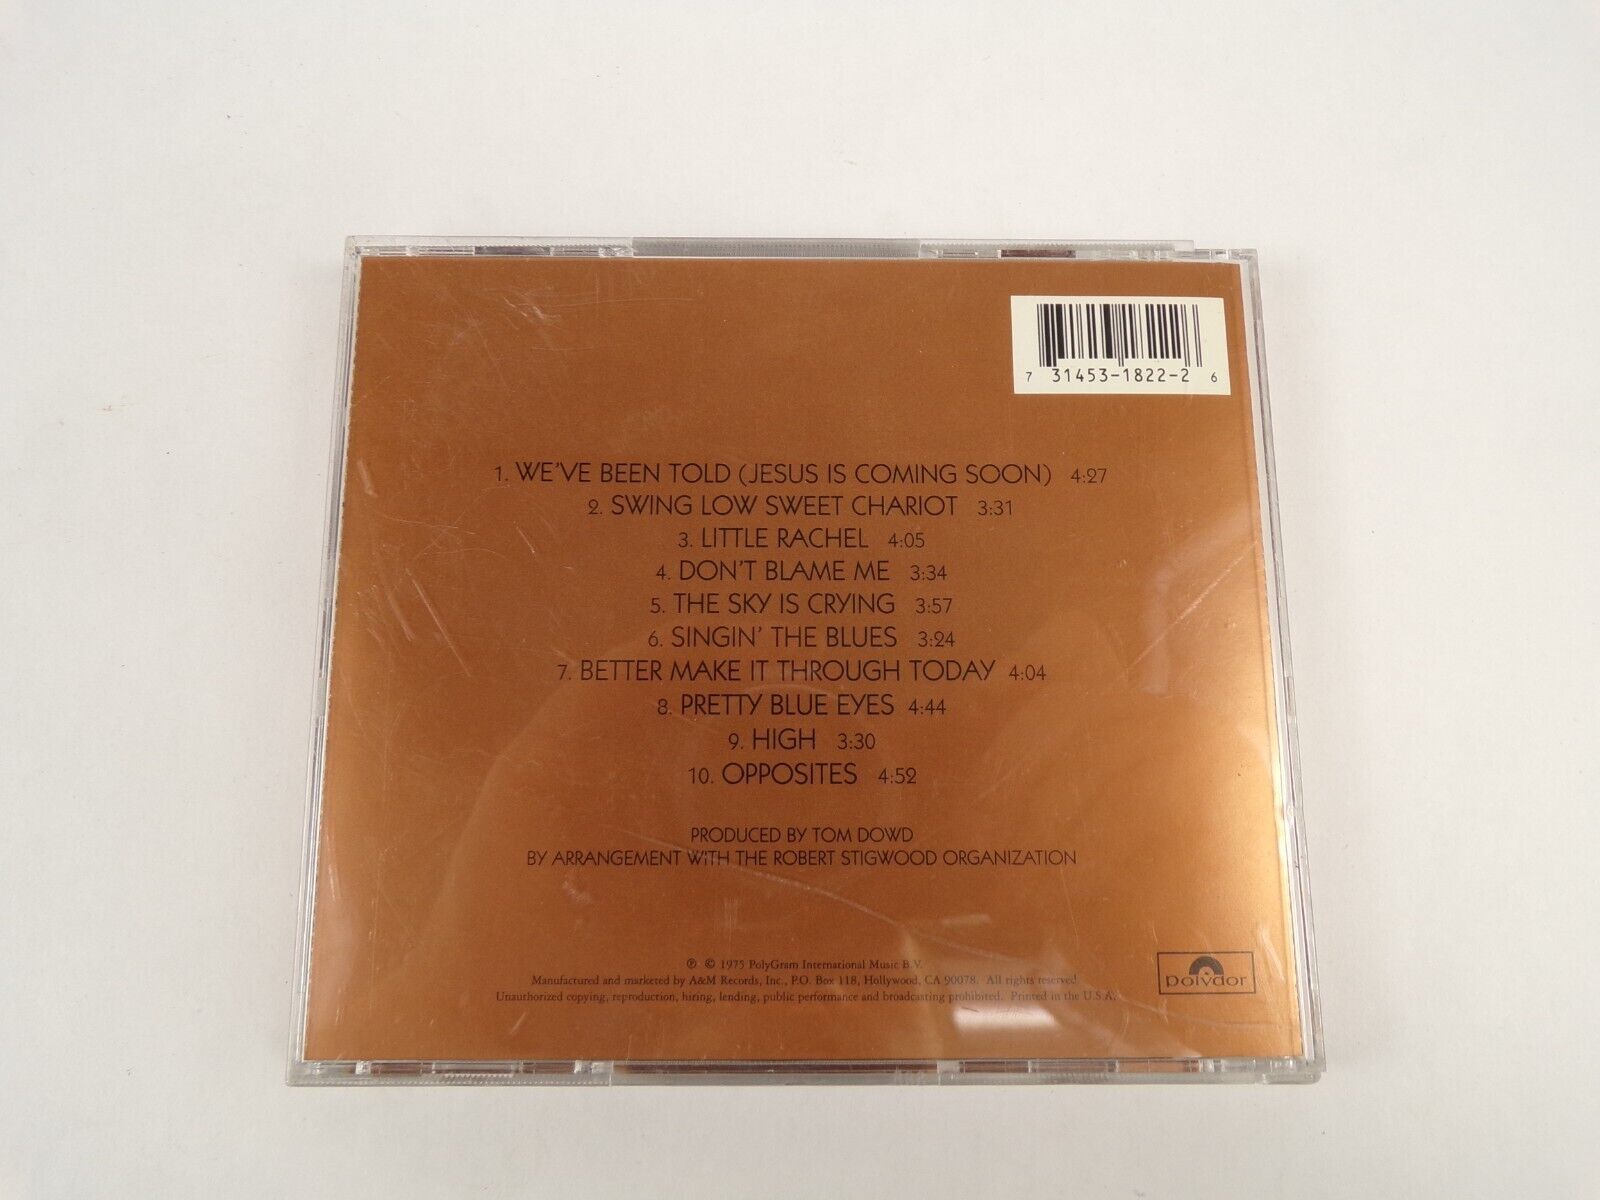 7 31453-1822-2 6
1. WE'VE BEEN TOLD (JESUS IS COMING SOON) 4:27
2. SWING LOW SWEET CHARIOT 3:31
3. LITTLE RACHEL 4:05
4. DON'T BLAME ME 3:34
5. THE SKY IS CRYING 3:57
6. SINGIN' THE BLUES 3:24
7. BETTER MAKE IT THROUGH TODAY 4:04
8. PRETTY BLUE EYES 4:44
9. HIGH 3:30
10. OPPOSITES 4:52
PRODUCED BY TOM DOWD
BY ARRANGEMENT WITH THE ROBERT STIGWOOD ORGANIZATION
℗ © 1975 PolyGram International Music B.V.
Manufactured and marketed by A&M Records, Inc., P.O. Box 118, Hollywood, CA 90078. All rights reserved.
Unauthorized copying, reproduction, hiring, lending, public performance and broadcasting prohibited. Printed in the U.S.A.
polydor